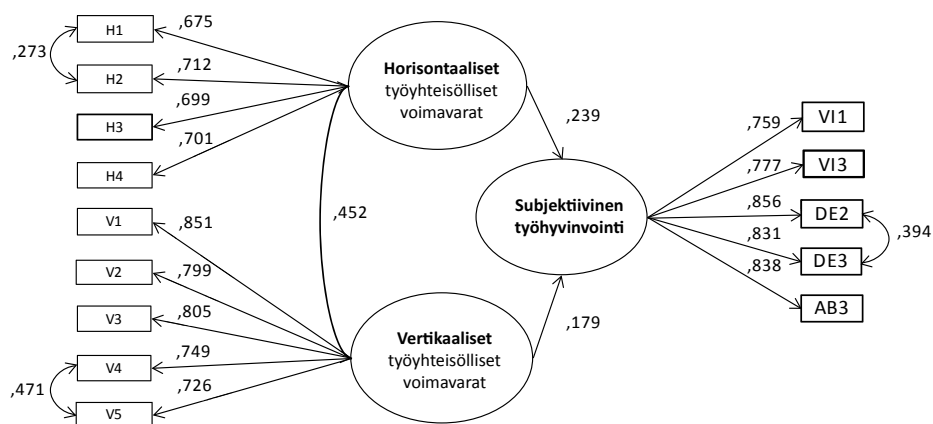 H1
,675
,273
H2
,712
H3
,699
H4
,701
Horisontaaliset
työyhteisölliset
voimavarat
,239
V1
,851
V2
,799
V3
,805
V4
,749
,471
V5
,726
,452
Vertikaaliset
työyhteisölliset
voimavarat
,179
Subjektiivinen
työhyvinvointi
,759
VI1
,777
VI3
,856
DE2
,831
DE3
,394
,838
AB3